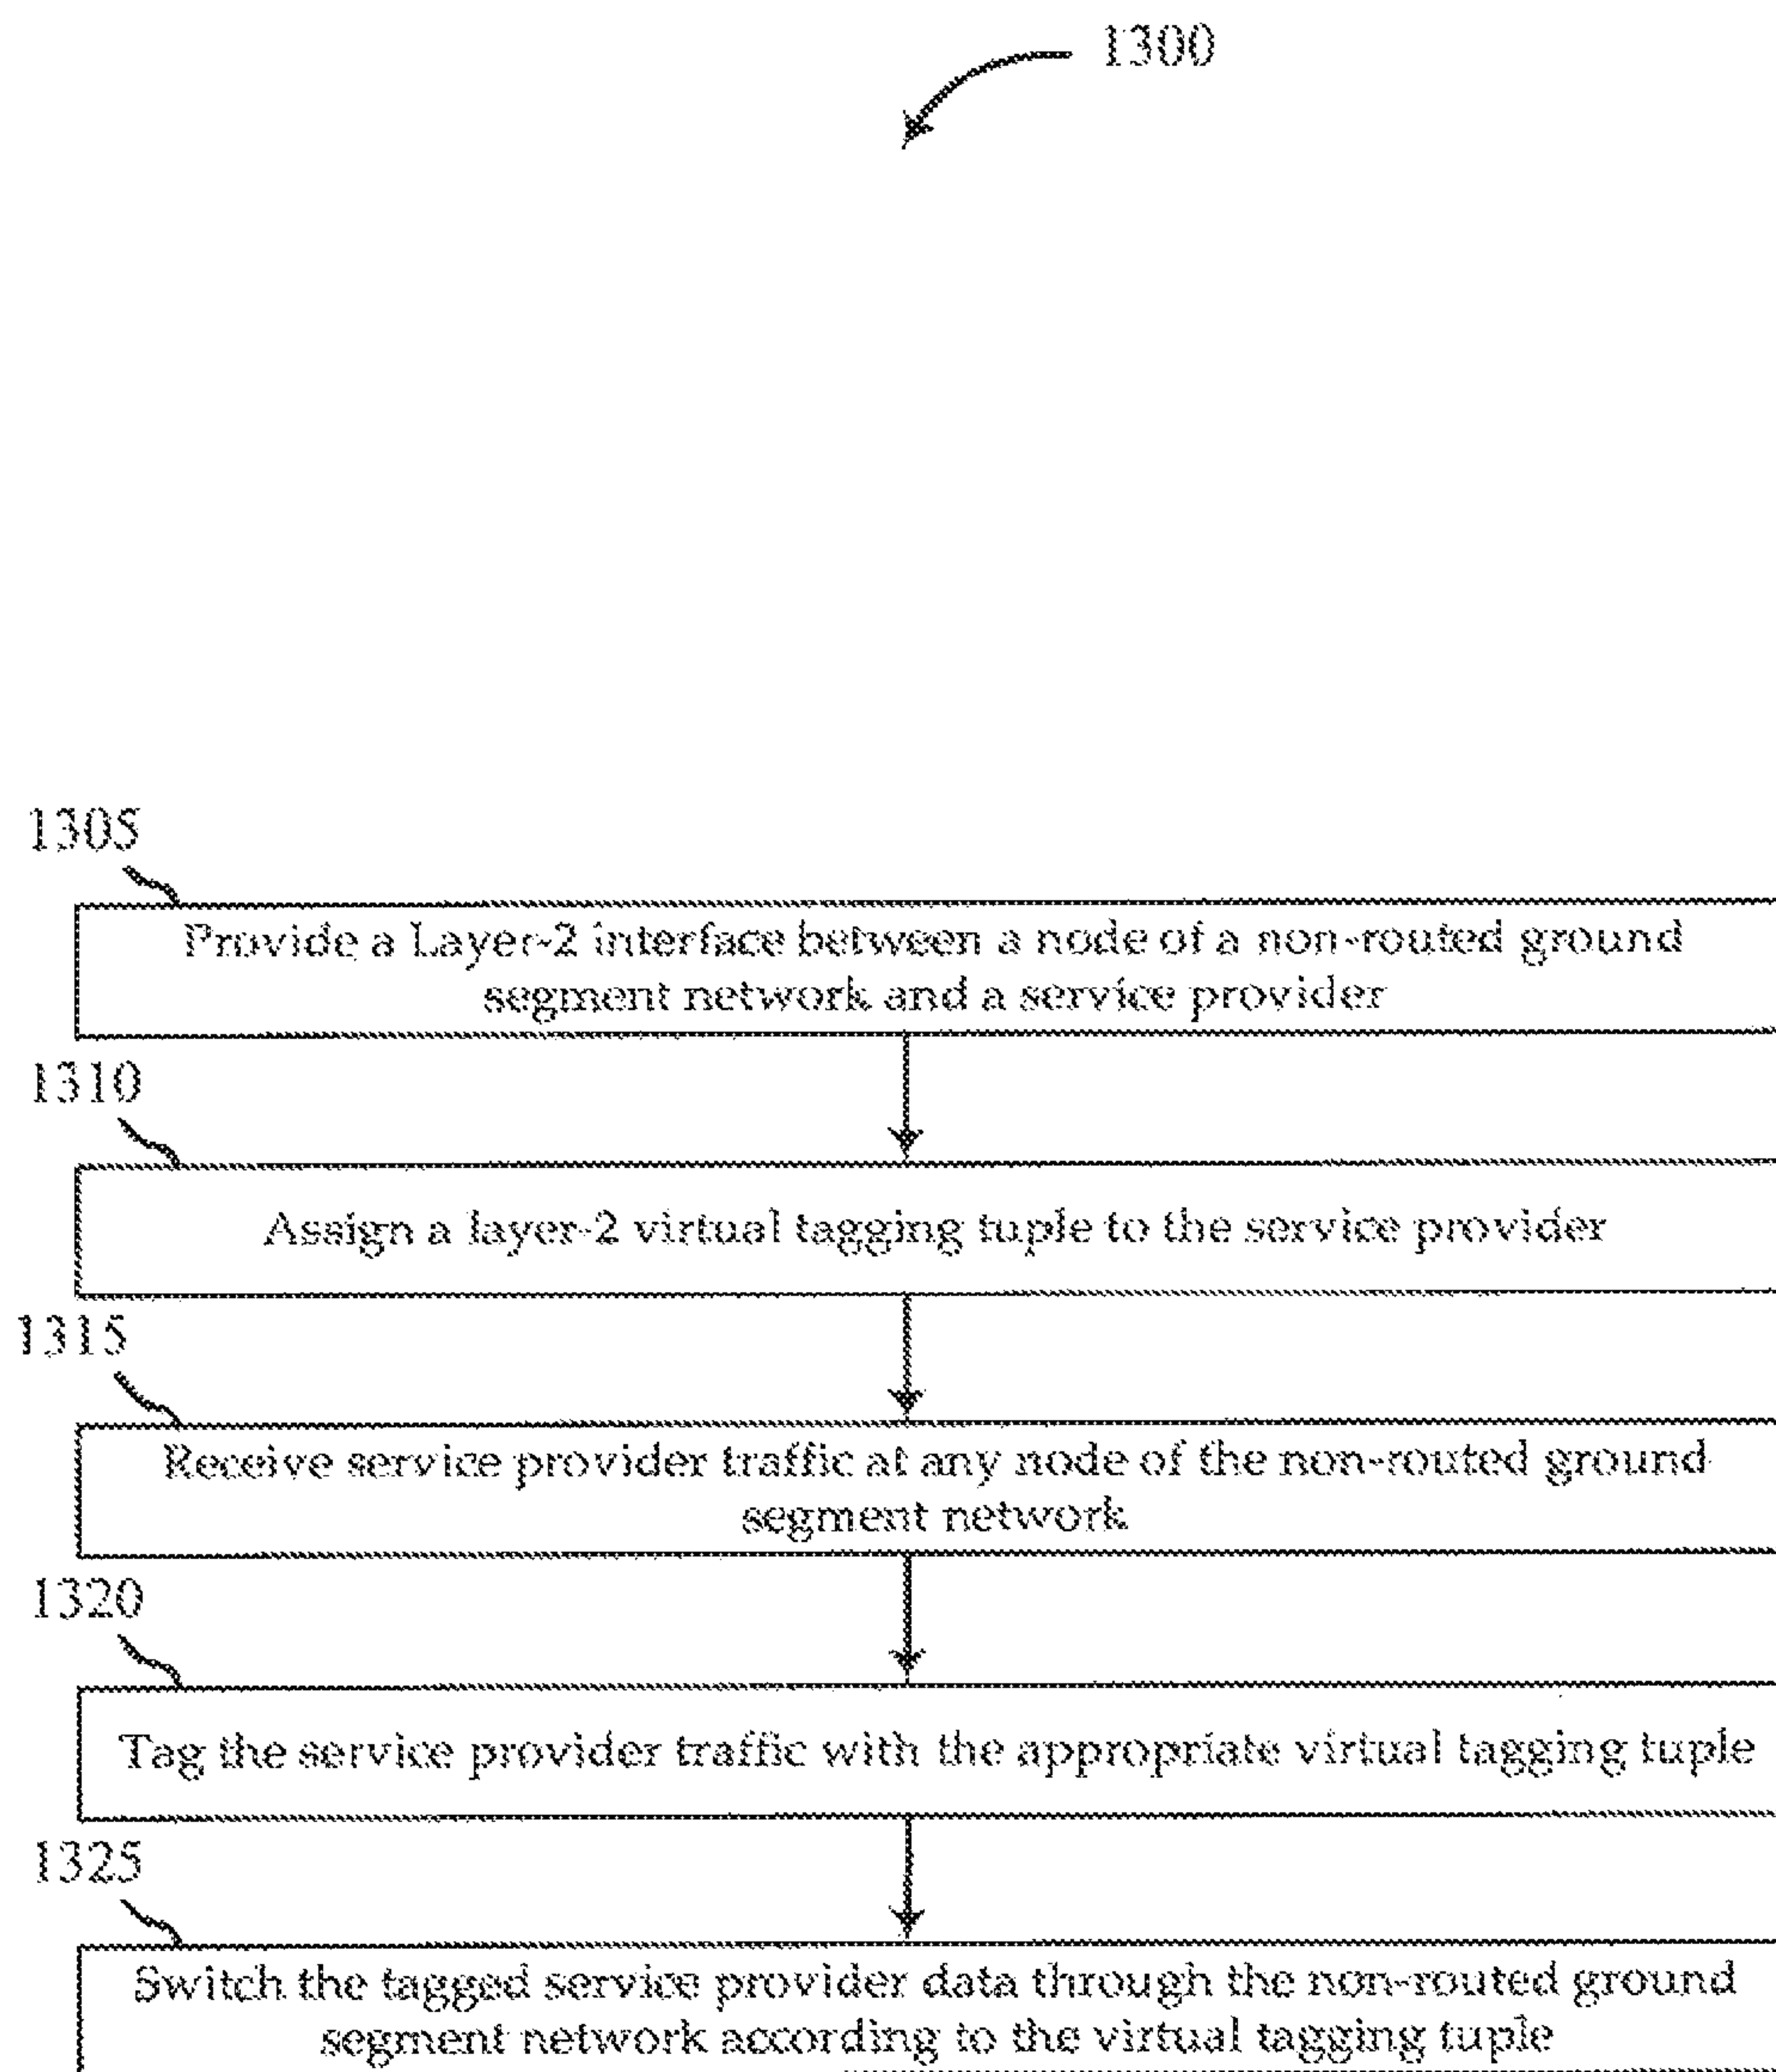 1300
1305
Provide a Layer-2 interface between a node of a non-routed ground
segment network and a service provider
1310
Assign a layer-2 virtual tagging tuple to the service provider
1315
Receive service provider traffic at any node of the non-routed ground
segment network
1320
Tag the service provider traffic with the appropriate virtual tagging tuple
1325
Switch the tagged service provider data through the non-routed ground
segment network according to the virtual tagging tuple